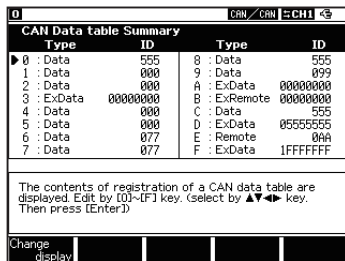 0 CAN/CAN ⇆CH1
CAN Data table Summary
Type ID Type ID
▶0 : Data 555 8 : Data 555
1 : Data 000 9 : Data 099
2 : Data 000 A : ExData 00000000
3 : ExData 00000000 B : ExRemote 00000000
4 : Data 000 C : Data 555
5 : Data 000 D : ExData 05555555
6 : Data 077 E : Remote 0AA
7 : Data 077 F : ExData 1FFFFFFF
The contents of registration of a CAN data table are
displayed. Edit by [0]~[F] key. (select by ▲▼◀▶ key.
Then press [Enter])
Change
display